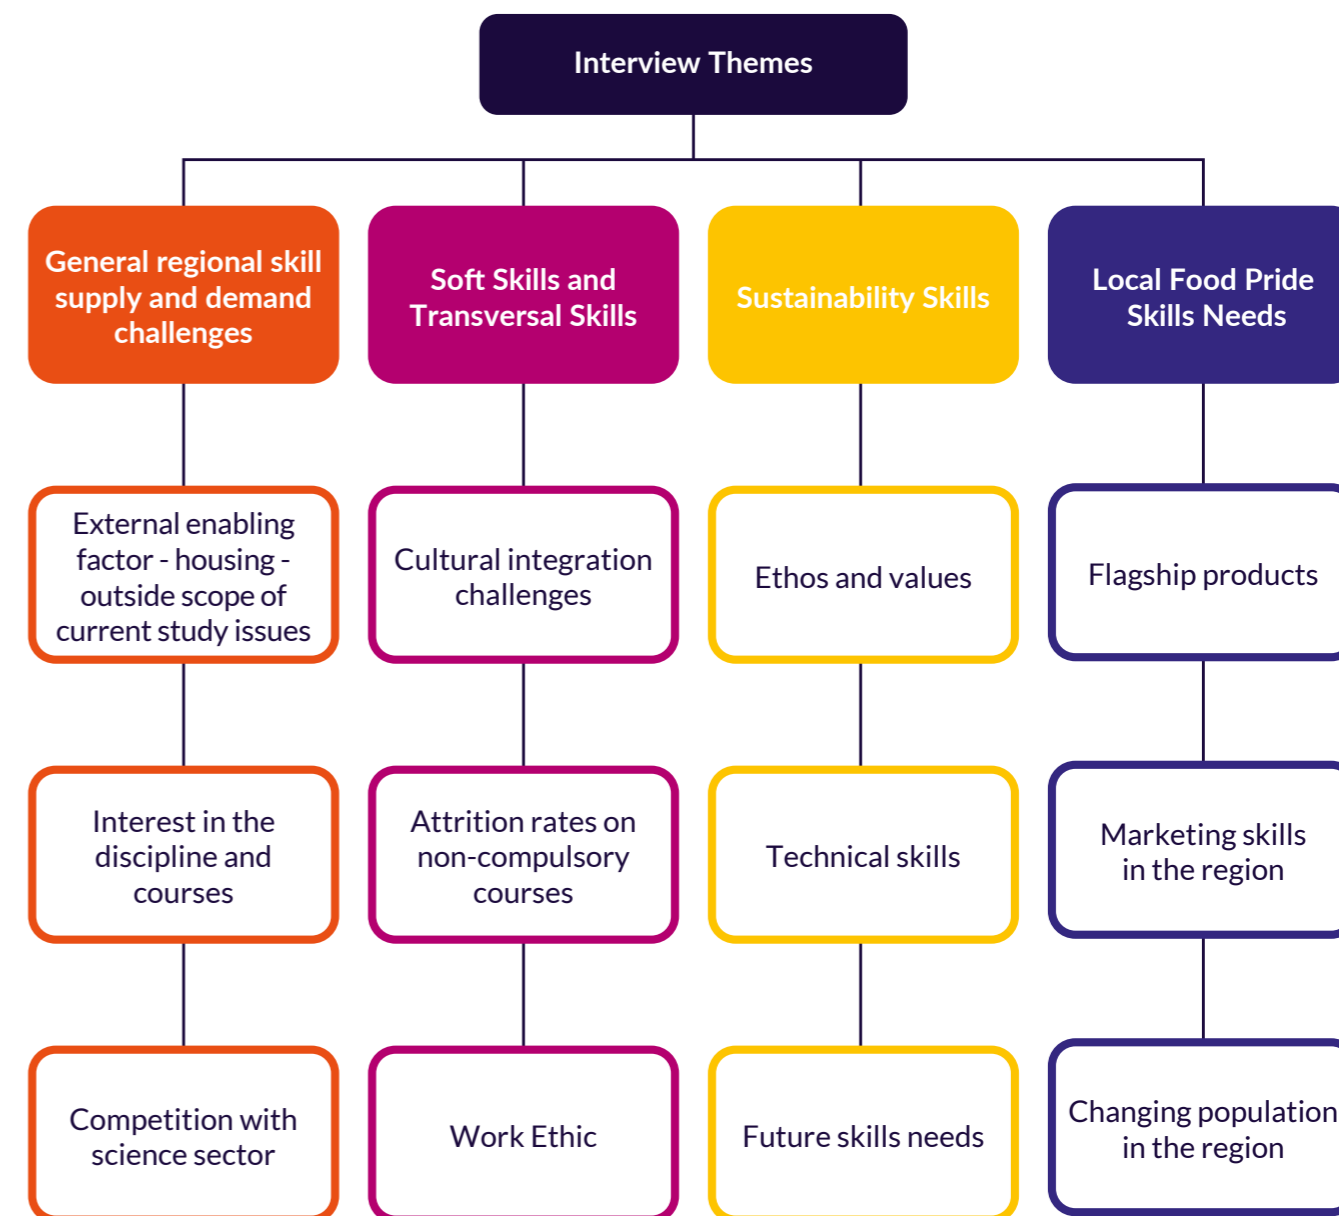 Interview Themes
General regional skill
supply and demand
challenges
Soft Skills and
Transversal Skills
Sustainability Skills
Local Food Pride
Skills Needs
External enabling
factor - housing -
outside scope of
current study issues
Cultural integration
challenges
Ethos and values
Flagship products
Interest in the
discipline and
courses
Attrition rates on
non-compulsory
courses
Technical skills
Marketing skills
in the region
Competition with
science sector
Work Ethic
Future skills needs
Changing population
in the region